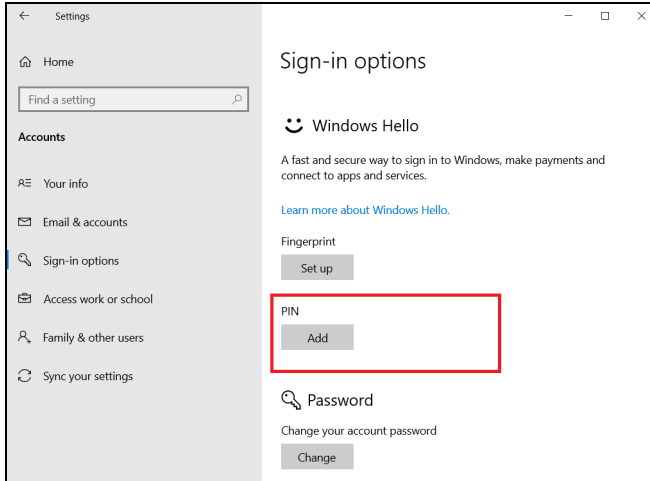 Settings
Home
Find a setting
Accounts
Your info
Email & accounts
Sign-in options
Access work or school
Family & other users
Sync your settings
Sign-in options
Windows Hello
A fast and secure way to sign in to Windows, make payments and
connect to apps and services.
Learn more about Windows Hello.
Fingerprint
Set up
PIN
Add
Password
Change your account password
Change